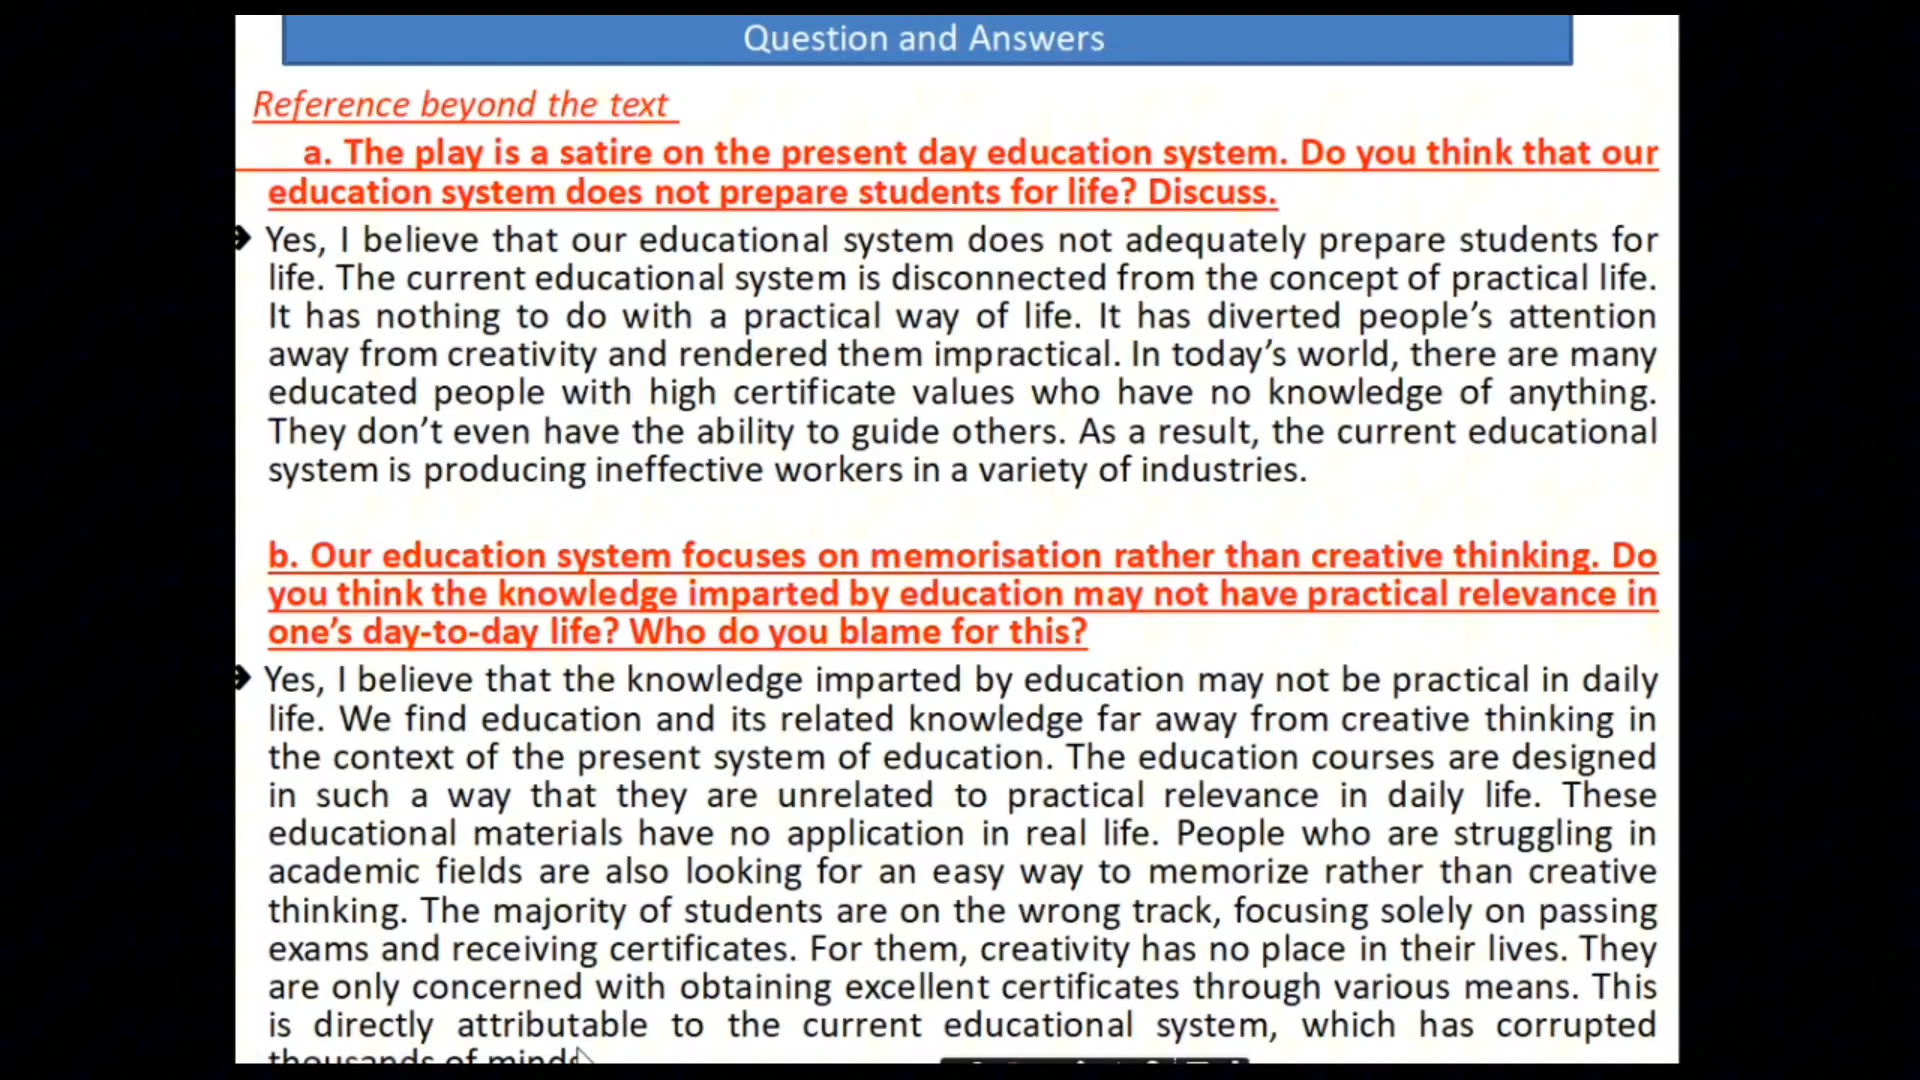 Question and Answers
Reference beyond the text
a. The play is a satire on the present day education system. Do you think that our
education system does not prepare students for life? Discuss.
Yes, I believe that our educational system does not adequately prepare students for
life. The current educational system is disconnected from the concept of practical life.
It has nothing to do with a practical way of life. It has diverted people's attention
away from creativity and rendered them impractical. In today's world, there are many
educated people with high certificate values who have no knowledge of anything.
They don't even have the ability to guide others. As a result, the current educational
system is producing ineffective workers in a variety of industries.
b. Our education system focuses on memorisation rather than creative thinking. Do
you think the knowledge imparted by education may not have practical relevance in
one's day-to-day life? Who do you blame for this?
Yes, I believe that the knowledge imparted by education may not be practical in daily
life. We find education and its related knowledge far away from creative thinking in
the context of the present system of education. The education courses are designed
in such a way that they are unrelated to practical relevance in daily life. These
educational materials have no application in real life. People who are struggling in
academic fields are also looking for an easy way to memorize rather than creative
thinking. The majority of students are on the wrong track, focusing solely on passing
exams and receiving certificates. For them, creativity has no place in their lives. They
are only concerned with obtaining excellent certificates through various means. This
is directly attributable to the current educational system, which has corrupted
thousands of minds